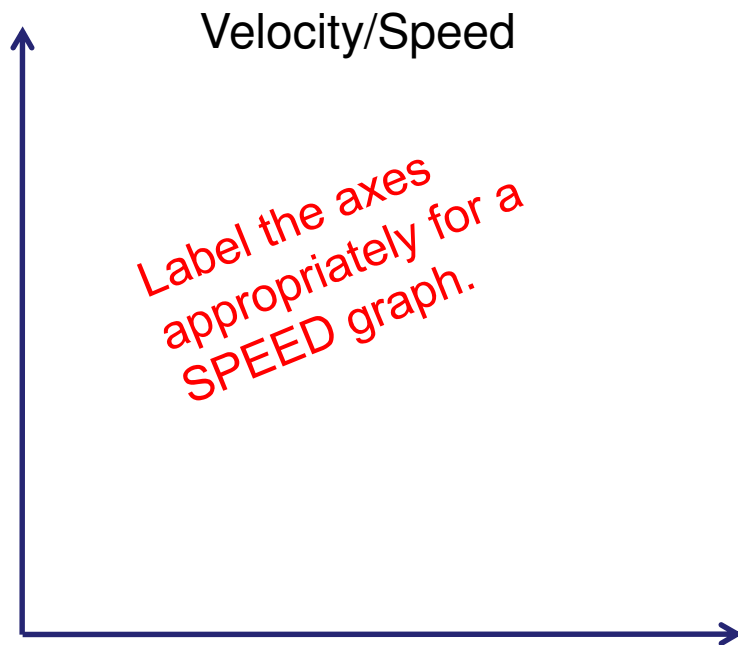 Velocity/Speed
Label the axes
appropriately for a
SPEED graph.